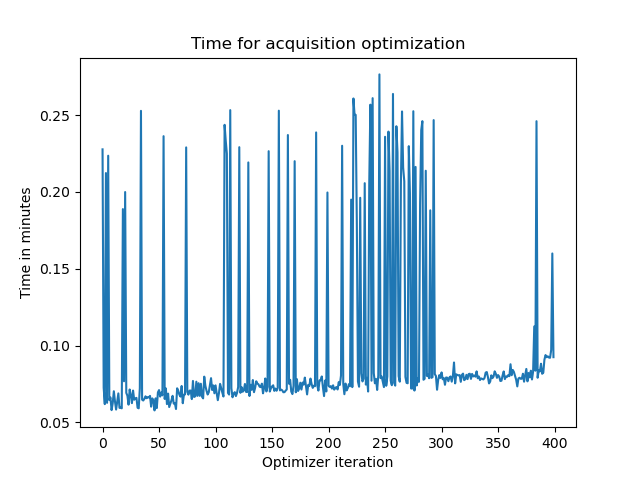 Time for acquisition optimization
0.25
0.20
0.15
0.10
0.05
Time in minutes
0 50 100 150 200 250 300 350 400
Optimizer iteration